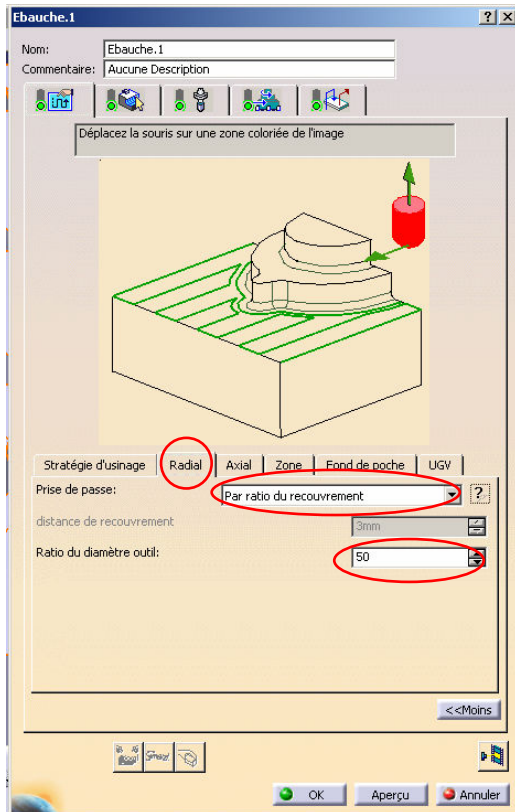 Ebauche.1
Nom:
Ebauche.1
Commentaire:
Aucune Description
Déplacez la souris sur une zone coloriée de l'image
Stratégie d'usinage
Radial
Axial
Zone
Fond de poche
UGV
Prise de passe:
Par ratio du recouvrement
?
distance de recouvrement
3mm
Ratio du diamètre outil:
50
<<Moins
OK
Aperçu
Annuler